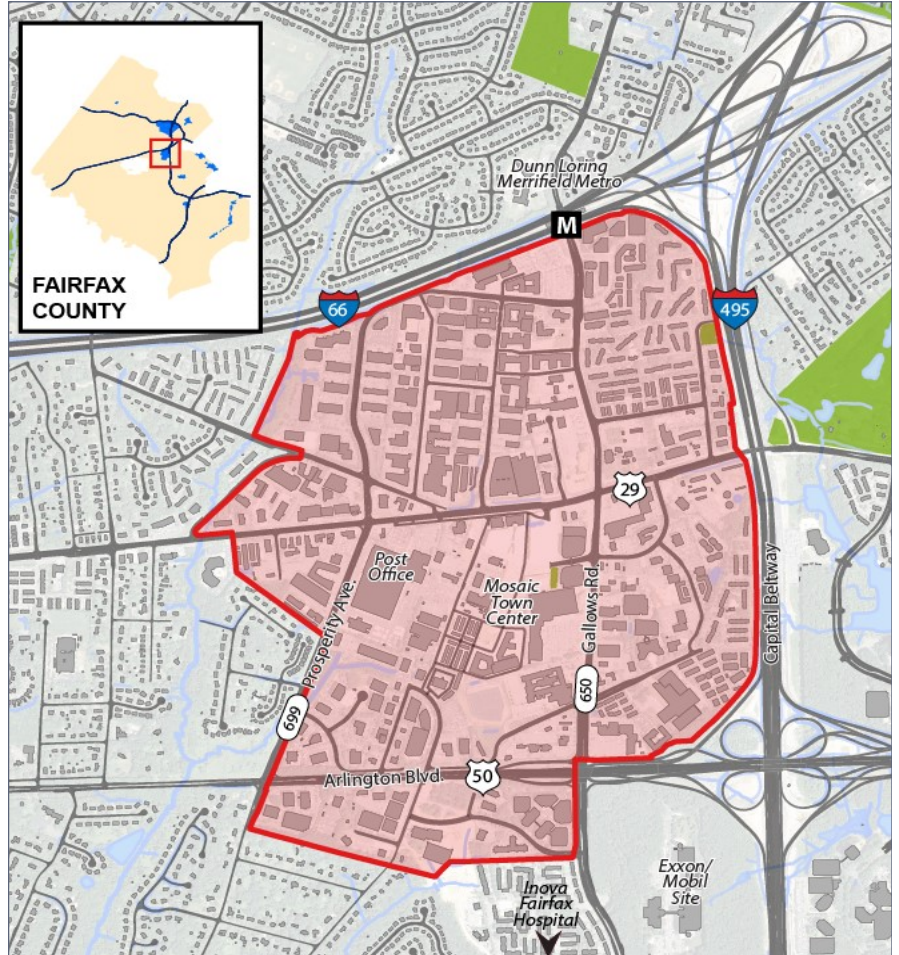 FAIRFAX
COUNTY
Dunn Loring
Merrifield Metro
M
66
495
29
Post
Office
Mosaic
Town
Center
Prosperity Ave.
Gallows Rd.
Capital Beltway
650
699
Arlington Blvd.
50
Exxon/
Mobil
Site
Inova
Fairfax
Hospital